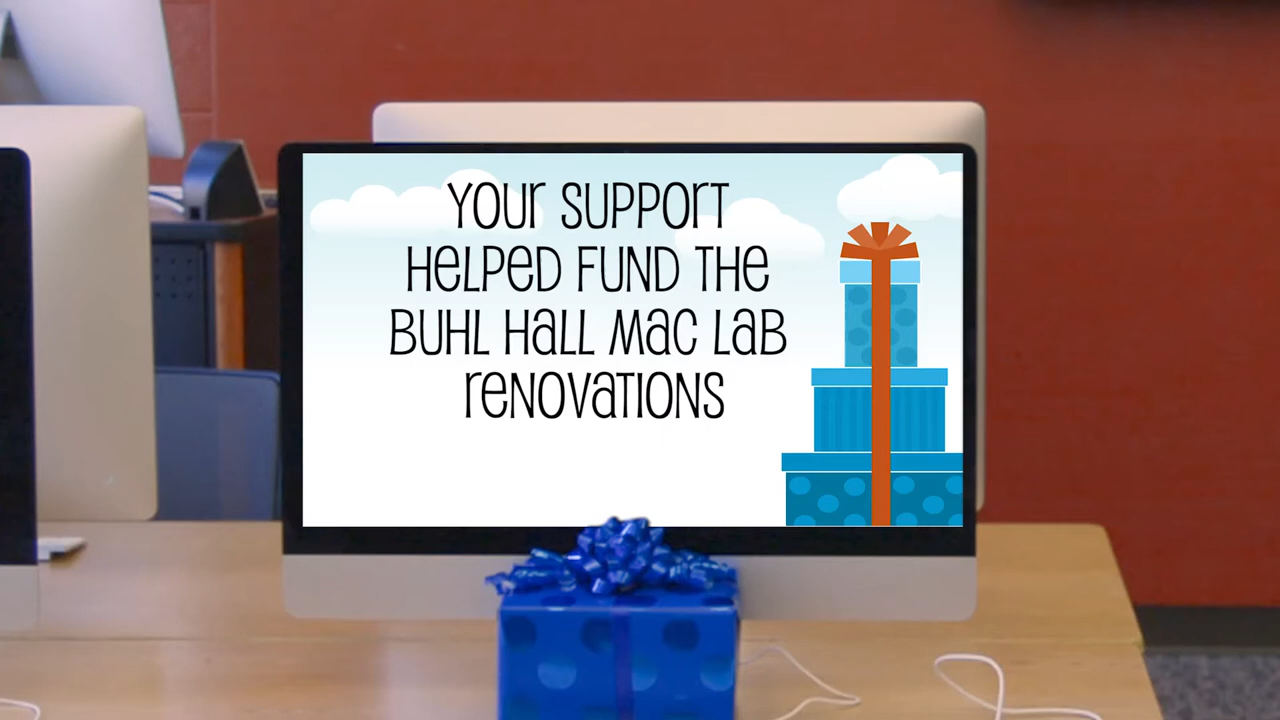 Your Support
Helped Fund the
Buhl Hall Mac Lab
Renovations